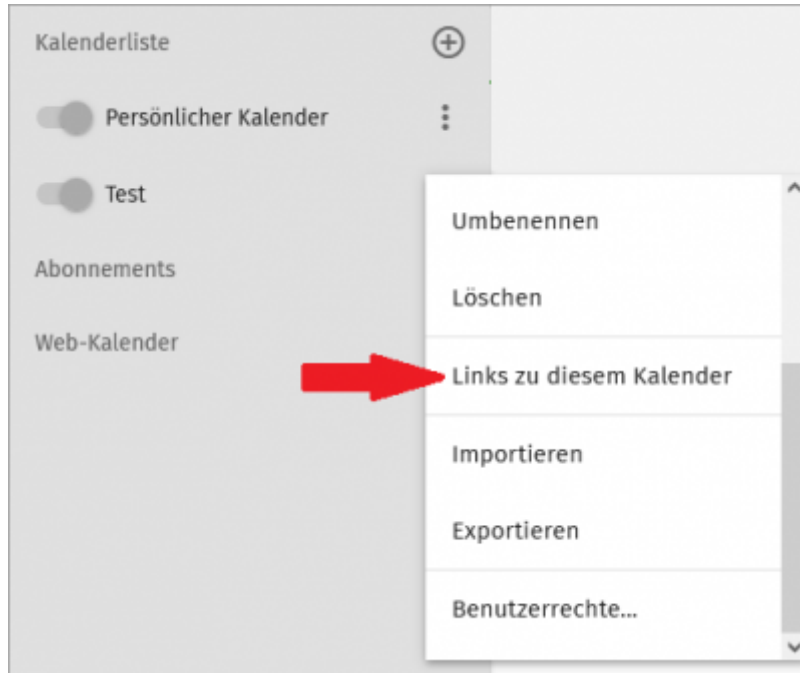 Kalenderliste
Persönlicher Kalender
Test
Abonnements
Web-Kalender
Umbenennen
Löschen
Links zu diesem Kalender
Importieren
Exportieren
Benutzerrechte...